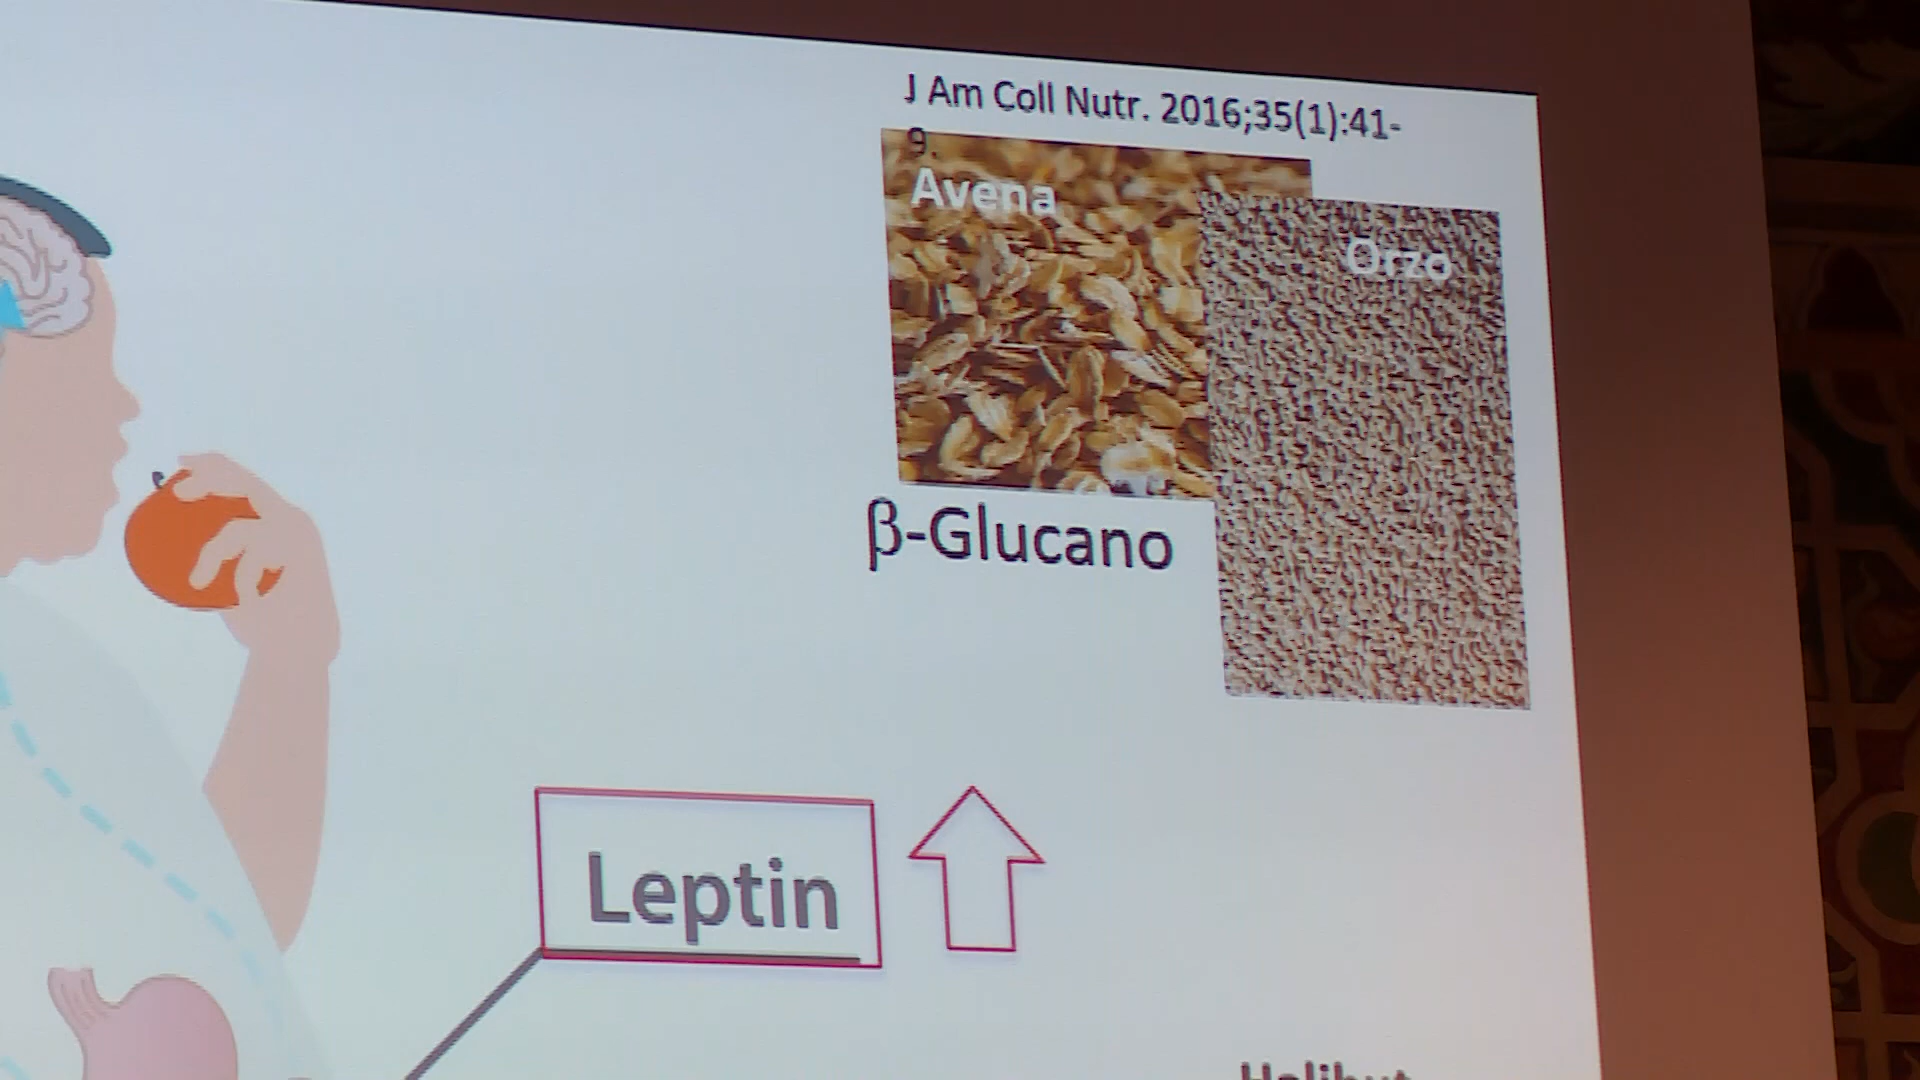 J Am Coll Nutr. 2016;35(1):41-
9.
Avena
Orzo
β-Glucano
Leptin